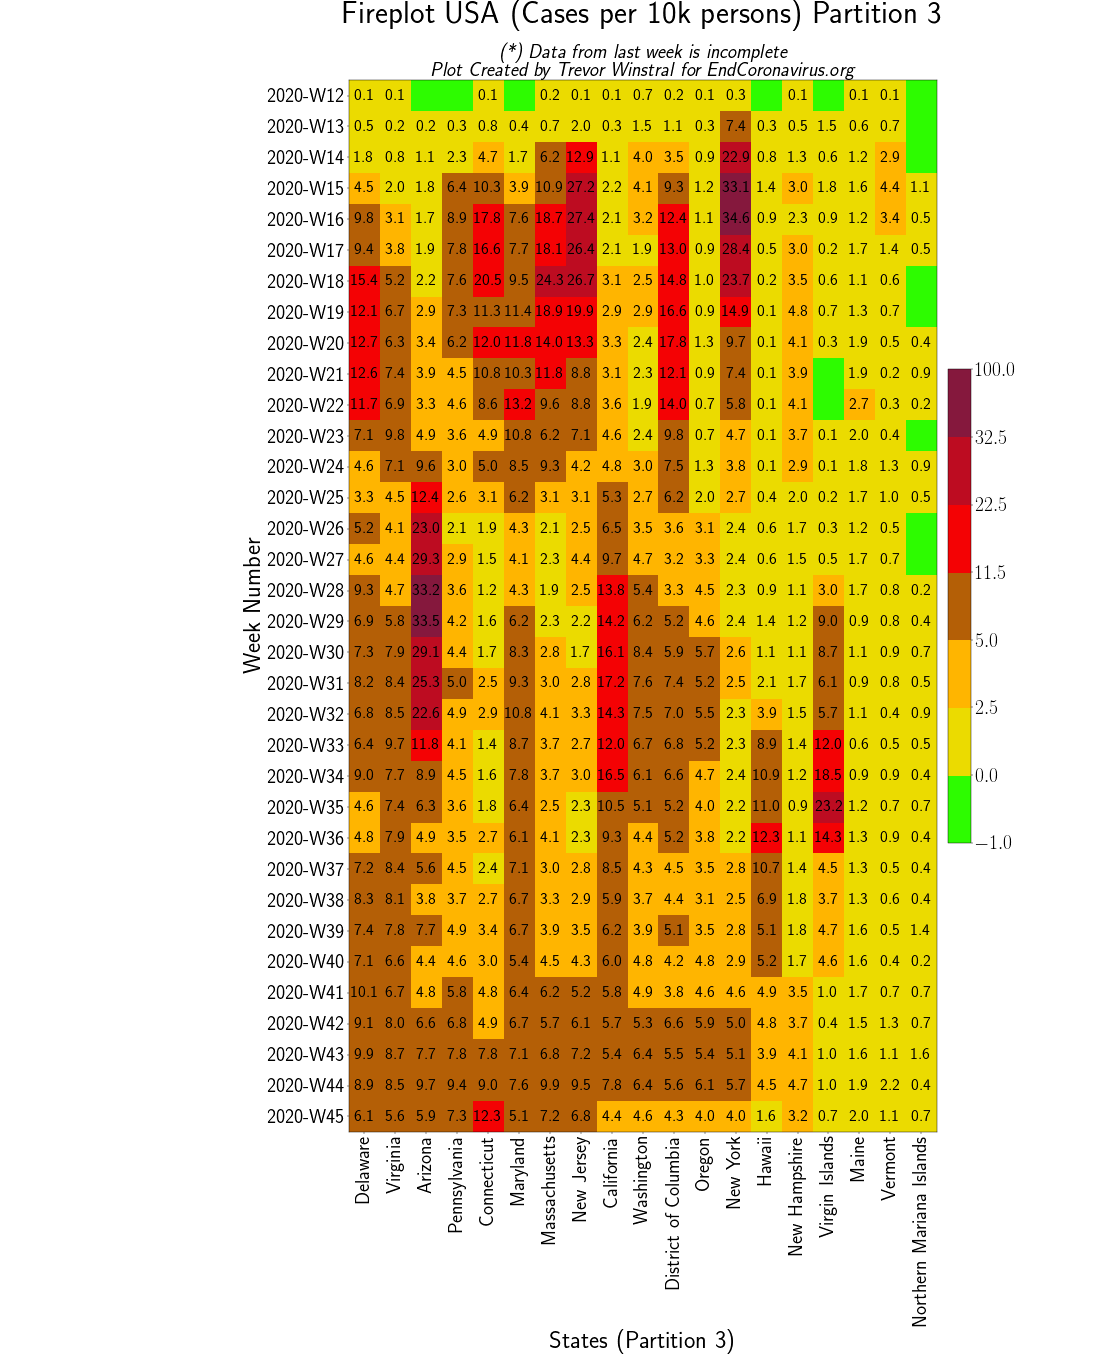 Fireplot USA (Cases per 10k persons) Partition 3
(*) Data from last week is incomplete
Plot Created by Trevor Winstral for EndCoronavirus.org
2020-W12 0.1 0.1 0.1 0.2 0.1 0.1 0.7 0.2 0.1 0.3 0.1 0.1 0.1
2020-W13 0.5 0.2 0.2 0.3 0.8 0.4 0.7 2.0 0.3 1.5 1.1 0.3 7.4 0.3 0.5 1.5 0.6 0.7
2020-W14 1.8 0.8 1.1 2.3 4.7 1.7 6.2 12.9 1.1 4.0 3.5 0.9 22.9 0.8 1.3 0.6 1.2 2.9
2020-W15 4.5 2.0 1.8 6.4 10.3 3.9 10.9 27.2 2.2 4.1 9.3 1.2 33.1 1.4 3.0 1.8 1.6 4.4 1.1
2020-W16 9.8 3.1 1.7 8.9 17.8 7.6 18.7 27.4 2.1 3.2 12.4 1.1 34.6 0.9 2.3 0.9 1.2 3.4 0.5
2020-W17 9.4 3.8 1.9 7.8 16.6 7.7 18.1 26.4 2.1 1.9 13.0 0.9 28.4 0.5 3.0 0.2 1.7 1.4 0.5
2020-W18 15.4 5.2 2.2 7.6 20.5 9.5 24.3 26.7 3.1 2.5 14.8 1.0 23.7 0.2 3.5 0.6 1.1 0.6
2020-W19 12.1 6.7 2.9 7.3 11.3 11.4 18.9 19.9 2.9 2.9 16.6 0.9 14.9 0.1 4.8 0.7 1.3 0.7
2020-W20 12.7 6.3 3.4 6.2 12.0 11.8 14.0 13.3 3.3 2.4 17.8 1.3 9.7 0.1 4.1 0.3 1.9 0.5 0.4
2020-W21 12.6 7.4 3.9 4.5 10.8 10.3 11.8 8.8 3.1 2.3 12.1 0.9 7.4 0.1 3.9 1.9 0.2 0.9
2020-W22 11.7 6.9 3.3 4.6 8.6 13.2 9.6 8.8 3.6 1.9 14.0 0.7 5.8 0.1 4.1 2.7 0.3 0.2
2020-W23 7.1 9.8 4.9 3.6 4.9 10.8 6.2 7.1 4.6 2.4 9.8 0.7 4.7 0.1 3.7 0.1 2.0 0.4
2020-W24 4.6 7.1 9.6 3.0 5.0 8.5 9.3 4.2 4.8 3.0 7.5 1.3 3.8 0.1 2.9 0.1 1.8 1.3 0.9
2020-W25 3.3 4.5 12.4 2.6 3.1 6.2 3.1 3.1 5.3 2.7 6.2 2.0 2.7 0.4 2.0 0.2 1.7 1.0 0.5
2020-W26 5.2 4.1 23.0 2.1 1.9 4.3 2.1 2.5 6.5 3.5 3.6 3.1 2.4 0.6 1.7 0.3 1.2 0.5
2020-W27 4.6 4.4 29.3 2.9 1.5 4.1 2.3 4.4 9.7 4.7 3.2 3.3 2.4 0.6 1.5 0.5 1.7 0.7
2020-W28 9.3 4.7 33.2 3.6 1.2 4.3 1.9 2.5 13.8 5.4 3.3 4.5 2.3 0.9 1.1 3.0 1.7 0.8 0.2
2020-W29 6.9 5.8 33.5 4.2 1.6 6.2 2.3 2.2 14.2 6.2 5.2 4.6 2.4 1.4 1.2 9.0 0.9 0.8 0.4
2020-W30 7.3 7.9 29.1 4.4 1.7 8.3 2.8 1.7 16.1 8.4 5.9 5.7 2.6 1.1 1.1 8.7 1.1 0.9 0.7
2020-W31 8.2 8.4 25.3 5.0 2.5 9.3 3.0 2.8 17.2 7.6 7.4 5.2 2.5 2.1 1.7 6.1 0.9 0.8 0.5
2020-W32 6.8 8.5 22.6 4.9 2.9 10.8 4.1 3.3 14.3 7.5 7.0 5.5 2.3 3.9 1.5 5.7 1.1 0.4 0.9
2020-W33 6.4 9.7 11.8 4.1 1.4 8.7 3.7 2.7 12.0 6.7 6.8 5.2 2.3 8.9 1.4 12.0 0.6 0.5 0.5
2020-W34 9.0 7.7 8.9 4.5 1.6 7.8 3.7 3.0 16.5 6.1 6.6 4.7 2.4 10.9 1.2 18.5 0.9 0.9 0.4
2020-W35 4.6 7.4 6.3 3.6 1.8 6.4 2.5 2.3 10.5 5.1 5.2 4.0 2.2 11.0 0.9 23.2 1.2 0.7 0.7
2020-W36 4.8 7.9 4.9 3.5 2.7 6.1 4.1 2.3 9.3 4.4 5.2 3.8 2.2 12.3 1.1 14.3 1.3 0.9 0.4
2020-W37 7.2 8.4 5.6 4.5 2.4 7.1 3.0 2.8 8.5 4.3 4.5 3.5 2.8 10.7 1.4 4.5 1.3 0.5 0.4
2020-W38 8.3 8.1 3.8 3.7 2.7 6.7 3.3 2.9 5.9 3.7 4.4 3.1 2.5 6.9 1.8 3.7 1.3 0.6 0.4
2020-W39 7.4 7.8 7.7 4.9 3.4 6.7 3.9 3.5 6.2 3.9 5.1 3.5 2.8 5.1 1.8 4.7 1.6 0.5 1.4
2020-W40 7.1 6.6 4.4 4.6 3.0 5.4 4.5 4.3 6.0 4.8 4.2 4.8 2.9 5.2 1.7 4.6 1.6 0.4 0.2
2020-W41 10.1 6.7 4.8 5.8 4.8 6.4 6.2 5.2 5.8 4.9 3.8 4.6 4.6 4.9 3.5 1.0 1.7 0.7 0.7
2020-W42 9.1 8.0 6.6 6.8 4.9 6.7 5.7 6.1 5.7 5.3 6.6 5.9 5.0 4.8 3.7 0.4 1.5 1.3 0.7
2020-W43 9.9 8.7 7.7 7.8 7.8 7.1 6.8 7.2 5.4 6.4 5.5 5.4 5.1 3.9 4.1 1.0 1.6 1.1 1.6
2020-W44 8.9 8.5 9.7 9.4 9.0 7.6 9.9 9.5 7.8 6.4 5.6 6.1 5.7 4.5 4.7 1.0 1.9 2.2 0.4
2020-W45 6.1 5.6 5.9 7.3 12.3 5.1 7.2 6.8 4.4 4.6 4.3 4.0 4.0 1.6 3.2 0.7 2.0 1.1 0.7
Week Number
Delaware
Virginia
Arizona
Pennsylvania
Connecticut
Maryland
Massachusetts
New Jersey
California
Washington
District of Columbia
Oregon
New York
Hawaii
New Hampshire
Virgin Islands
Maine
Vermont
Northern Mariana Islands
States (Partition 3)
100.0
32.5
22.5
11.5
5.0
2.5
0.0
−1.0